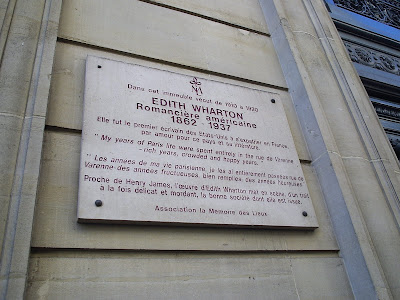 Dans cet immeuble vécut de 1910 à 1920
EDITH WHARTON
Romancière américaine
1862 - 1937
Elle fut le premier écrivain des Etats-Unis à s'expatrier en France,
par amour pour ce pays et sa littérature.
"My years of Paris life were spent entirely in the rue de Varenne
- rich years, crowded and happy years."
"Les années de ma vie parisienne, je les ai entièrement passées rue de
Varenne des années fructueuses, bien remplies, des années heureuses."
Proche de Henry James, l'œuvre d'Edith Wharton met en scène, d'un trait
à la fois délicat et mordant, la bonne société dont elle est issue.
Association la Mémoire des Lieux